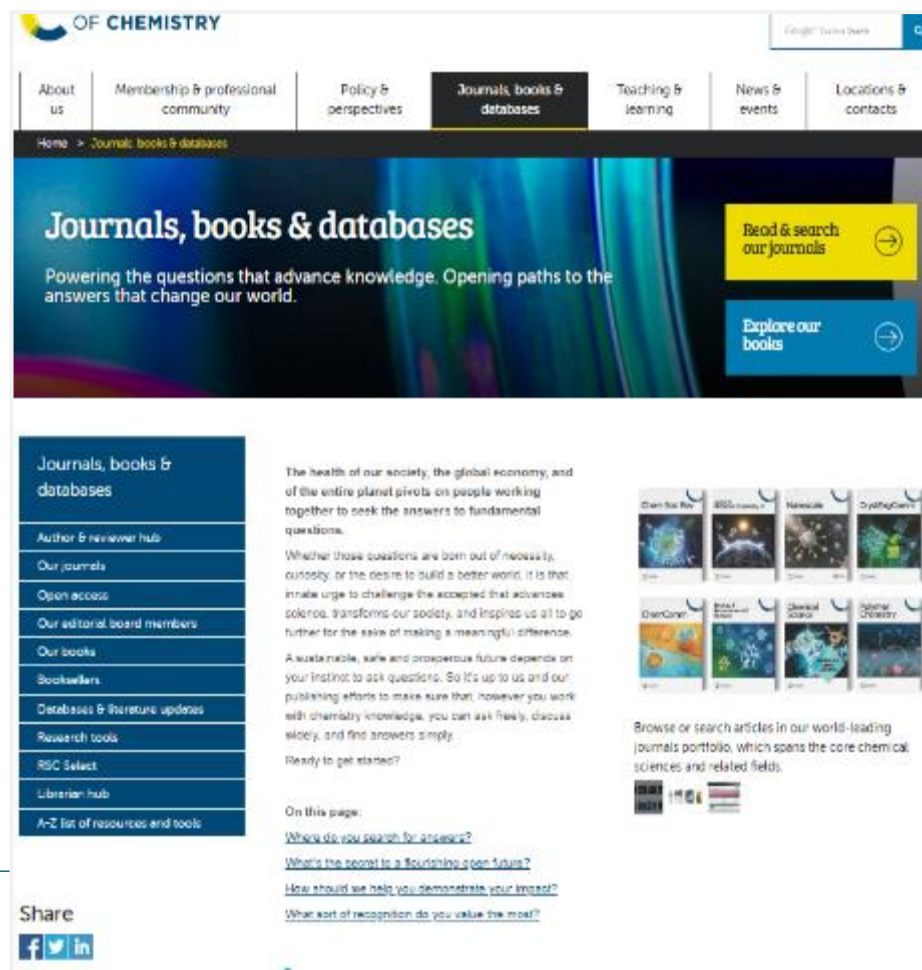 OF CHEMISTRY
About us
Membership & professional community
Policy & perspectives
Journals, books & databases
Teaching & learning
News & events
Locations & contacts
Home > Journals, books & databases
Journals, books & databases
Powering the questions that advance knowledge. Opening paths to the
answers that change our world.
Read & search
our journals
Explore our
books
Journals, books &
databases
Author & reviewer hub
Our journals
Open access
Our editorial board members
Our books
Booksellers
Databases & literature updates
Research tools
RSC Select
Librarian hub
A-Z list of resources and tools
Share
The health of our society, the global economy, and
of the entire planet pivots on people working
together to seek the answers to fundamental
questions.
Whether those questions are born out of necessity,
curiosity, or the desire to build a better world, it is that
innate urge to challenge the accepted that advances
science, transforms our society, and inspires us all to go
further for the sake of making a meaningful difference.
A sustainable, safe and prosperous future depends on
your instinct to ask questions. So it's up to us and our
publishing efforts to make sure that, however you work
with chemistry knowledge, you can ask freely, discuss
widely, and find answers simply.
Ready to get started?
On this page:
Where do you search for answers?
What's the secret to a flourishing open future?
How should we help you demonstrate your impact?
What sort of recognition do you value the most?
Chem Soc Rev
Nanoscale
CrystEngComm
ChemComm
Chemical
Science
Polymer
Chemistry
Browse or search articles in our world-leading
journals portfolio, which spans the core chemical
sciences and related fields.